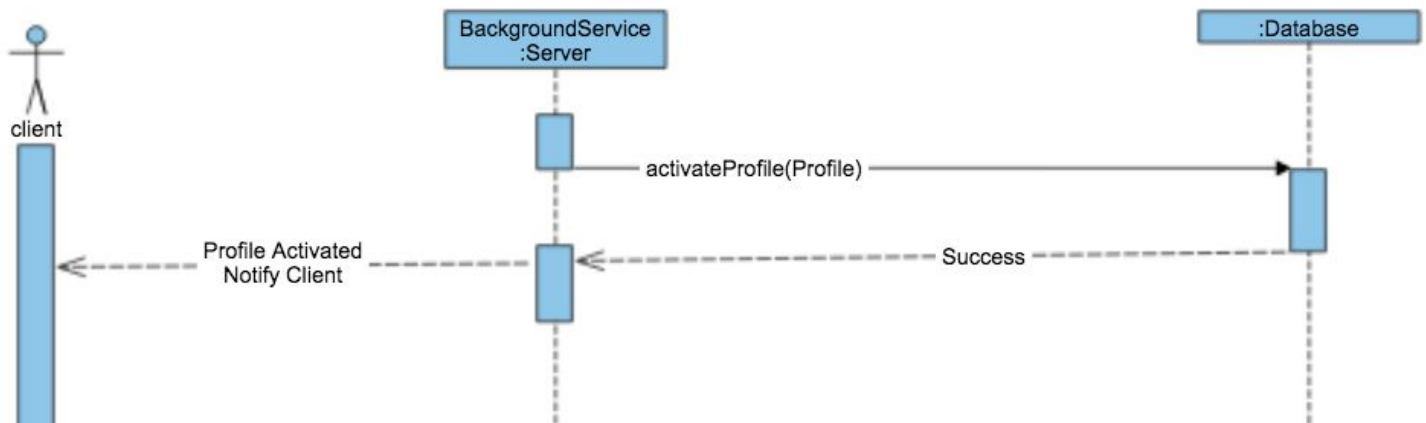 BackgroundService
:Server
:Database
client
activateProfile(Profile)
Profile Activated
Notify Client
Success